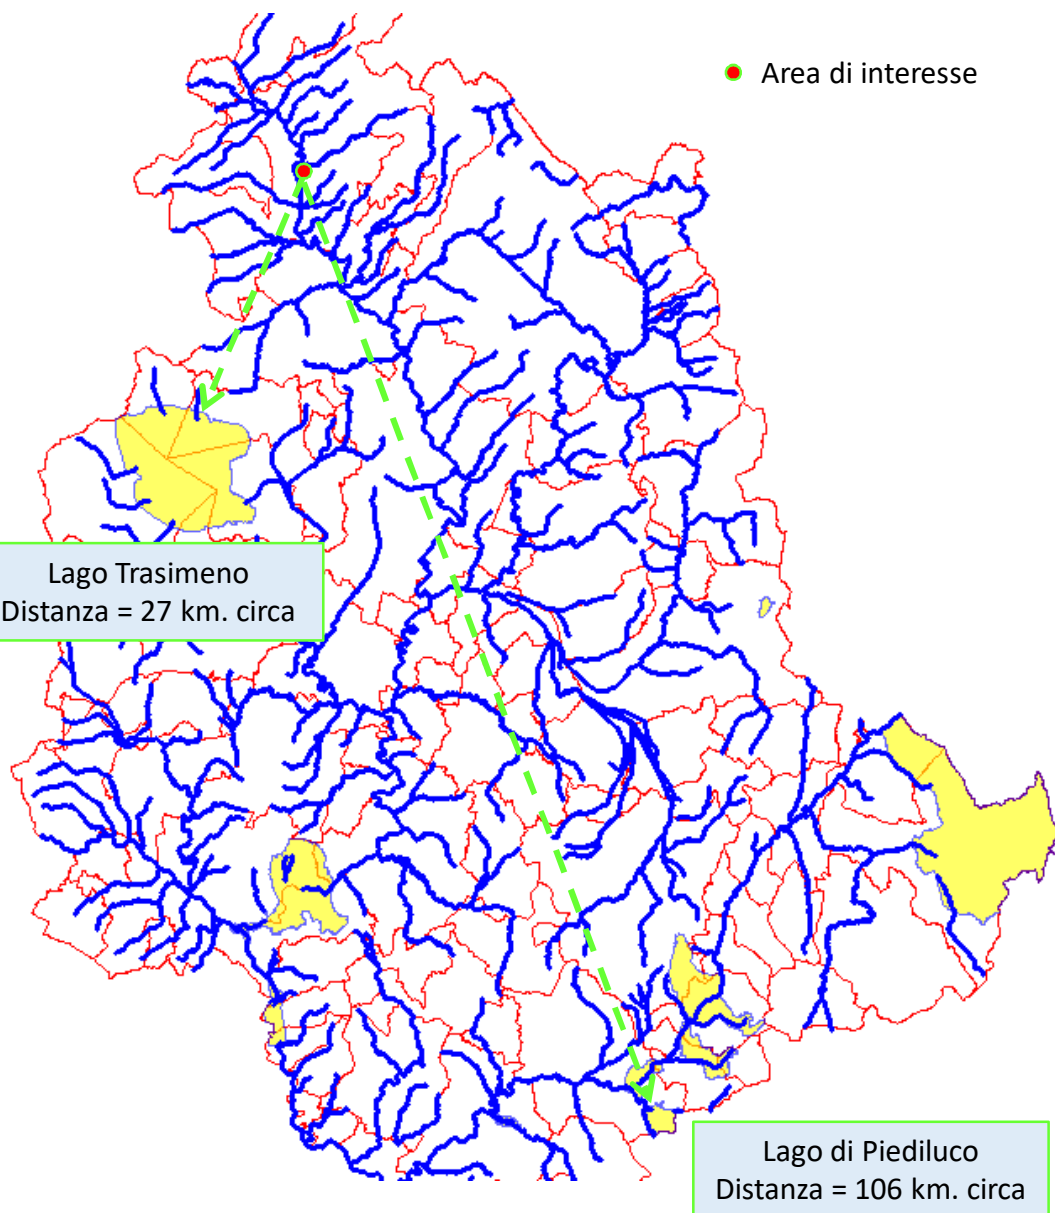 Area di interesse
Lago Trasimeno
Distanza = 27 km. circa
Lago di Piediluco
Distanza = 106 km. circa